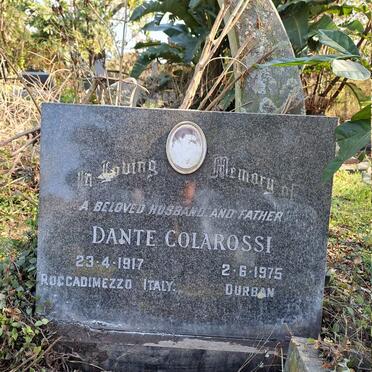 In Loving Memory of
A BELOVED HUSBAND AND FATHER
DANTE COLAROSSI
23-4-1917 2-6-1975
ROCCADIMEZZO ITALY. DURBAN